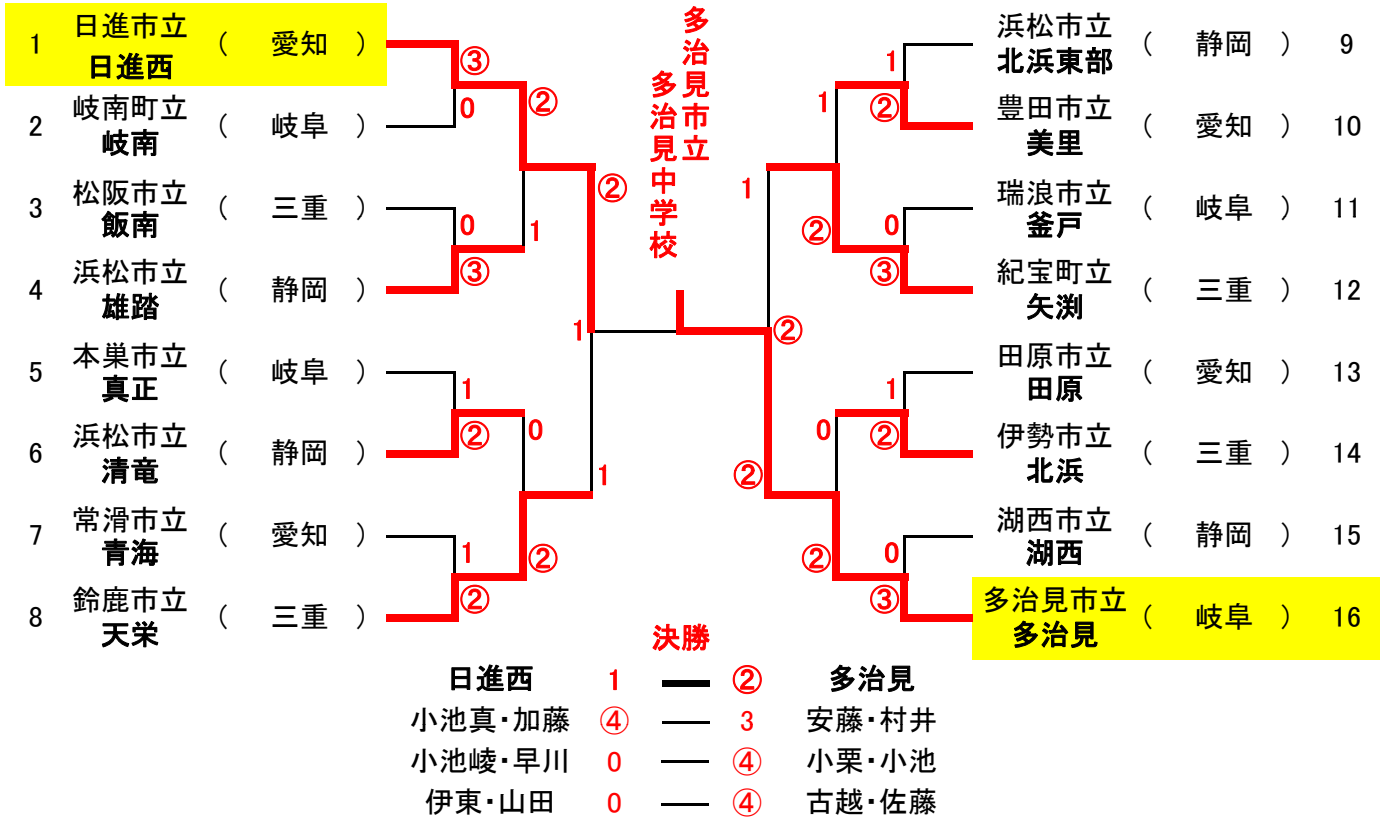 1 日進市立 日進西 ( 愛知 )
2 岐南町立 岐南 ( 岐阜 )
3 松阪市立 飯南 ( 三重 )
4 浜松市立 雄踏 ( 静岡 )
5 本巣市立 真正 ( 岐阜 )
6 浜松市立 清竜 ( 静岡 )
7 常滑市立 青海 ( 愛知 )
8 鈴鹿市立 天栄 ( 三重 )
③
0
0
③
1
②
1
②
②
1
0
②
②
1
1
多治見市立
多治見中学校
②
1
②
1
②
1
②
0
②
1
②
0
③
1
②
0
③
浜松市立 北浜東部 ( 静岡 ) 9
豊田市立 美里 ( 愛知 ) 10
瑞浪市立 釜戸 ( 岐阜 ) 11
紀宝町立 矢渕 ( 三重 ) 12
田原市立 田原 ( 愛知 ) 13
伊勢市立 北浜 ( 三重 ) 14
湖西市立 湖西 ( 静岡 ) 15
多治見市立 多治見 ( 岐阜 ) 16
決勝
日進西 1 ― ② 多治見
小池真・加藤 ④ ― 3 安藤・村井
小池崚・早川 0 ― ④ 小栗・小池
伊東・山田 0 ― ④ 古越・佐藤